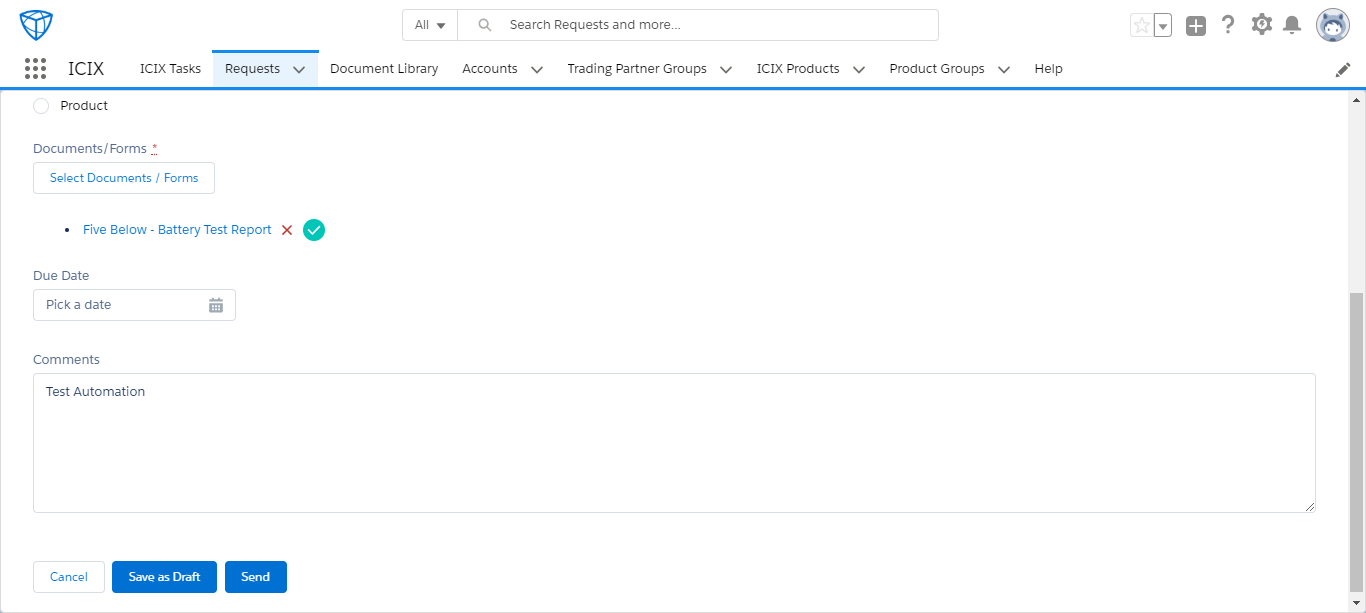 All
Search Requests and more...
ICIX
ICIX Tasks
Requests
Document Library
Accounts
Trading Partner Groups
ICIX Products
Product Groups
Help
Product
Documents/Forms *
Select Documents / Forms
• Five Below - Battery Test Report
Due Date
Pick a date
Comments
Test Automation
Cancel
Save as Draft
Send